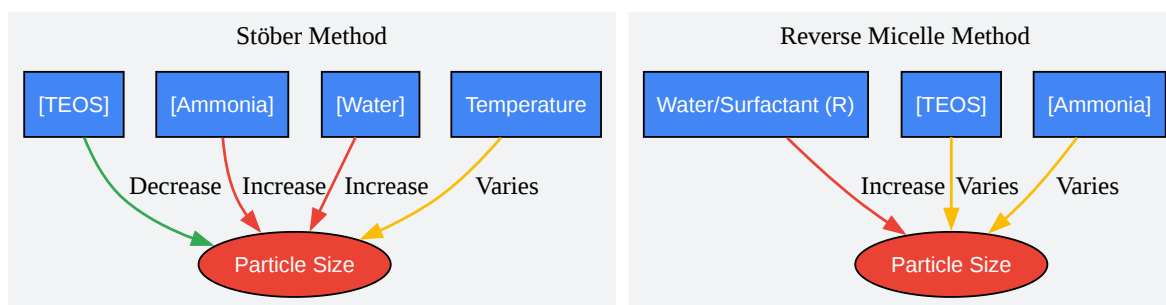 Stöber Method
[TEOS]
[Ammonia]
[Water]
Temperature
Decrease
Increase
Increase
Varies
Particle Size
Reverse Micelle Method
Water/Surfactant (R)
[TEOS]
[Ammonia]
Increase
Varies
Varies
Particle Size